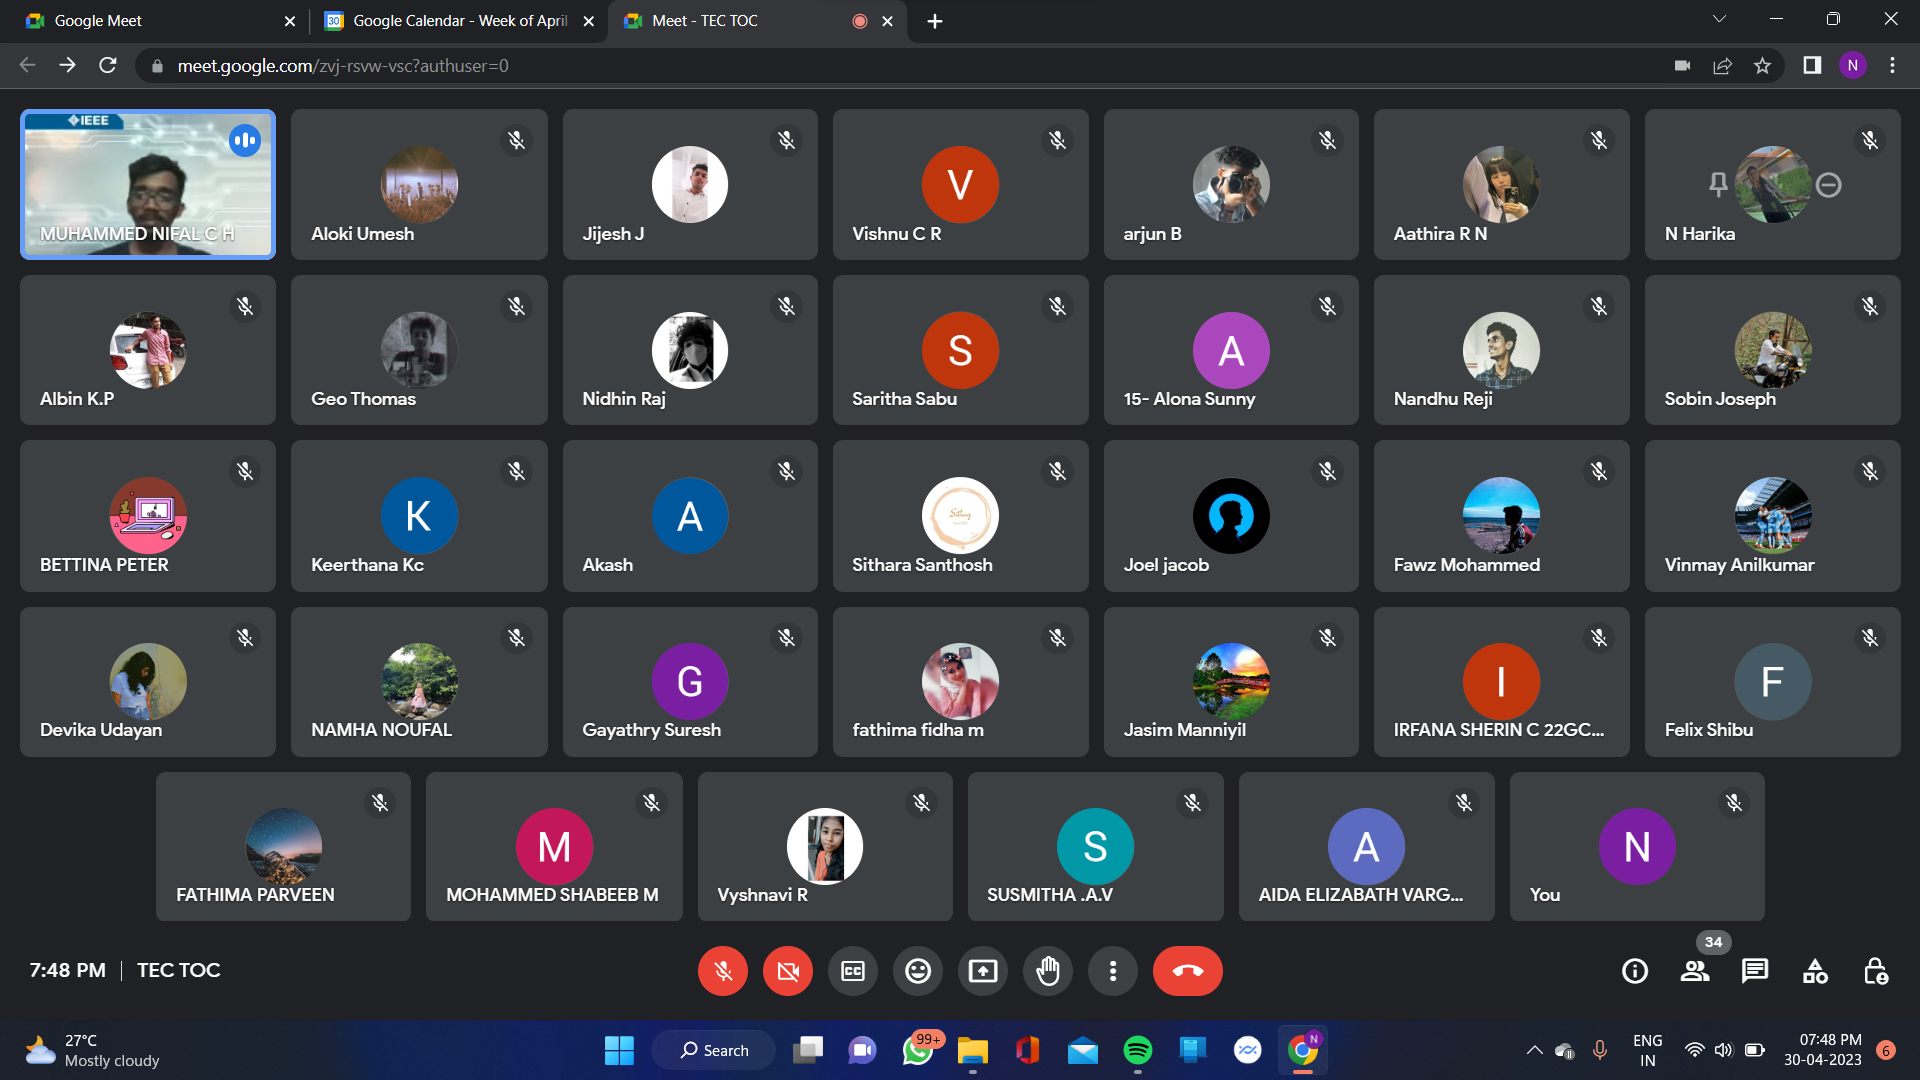 Google Meet
Google Calendar - Week of April
Meet - TEC TOC
meet.google.com/zvj-rsvw-vsc?authuser=0
N
IEEE
MUHAMMED NIFAL C H
Aloki Umesh
Jijesh J
V
Vishnu C R
arjun B
Aathira R N
N Harika
Albin K.P
Geo Thomas
Nidhin Raj
S
Saritha Sabu
A
15- Alona Sunny
Nandhu Reji
Sobin Joseph
BETTINA PETER
K
Keerthana Kc
A
Akash
Sithara Santhosh
Joel jacob
Fawz Mohammed
Vinmay Anilkumar
Devika Udayan
NAMHA NOUFAL
G
Gayathry Suresh
fathima fidha m
Jasim Manniyil
I
IRFANA SHERIN C 22GC...
F
Felix Shibu
FATHIMA PARVEEN
M
MOHAMMED SHABEEB M
Vyshnavi R
S
SUSMITHA .A.V
A
AIDA ELIZABATH VARG...
N
You
7:48 PM | TEC TOC
CC
34
27°C
Mostly cloudy
Search
99+
N
ENG
IN
07:48 PM
30-04-2023
6